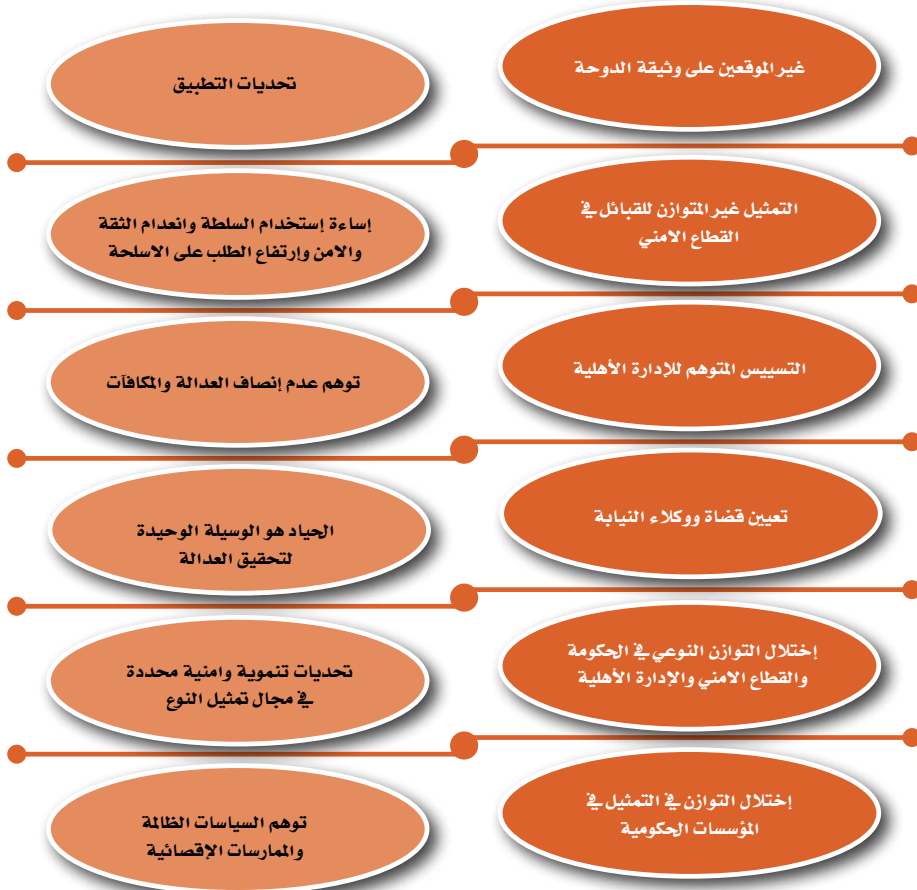 غير الموقعين على وثيقة الدوحة
تحديات التطبيق
التمثيل غير المتوازن للقبائل في
القطاع الامني
إساءة إستخدام السلطة وانعدام الثقة
والامن وإرتفاع الطلب على الاسلحة
التسييس المتوهم للإدارة الأهلية
توهم عدم إنصاف العدالة والمكافآت
تعيين قضاة ووكلاء النيابة
الحياد هو الوسيلة الوحيدة
لتحقيق العدالة
إختلال التوازن النوعي في الحكومة
والقطاع الامني والإدارة الأهلية
تحديات تنموية وامنية محددة
في مجال تمثيل النوع
إختلال التوازن في التمثيل في
المؤسسات الحكومية
توهم السياسات الظالمة
والممارسات الإقصائية